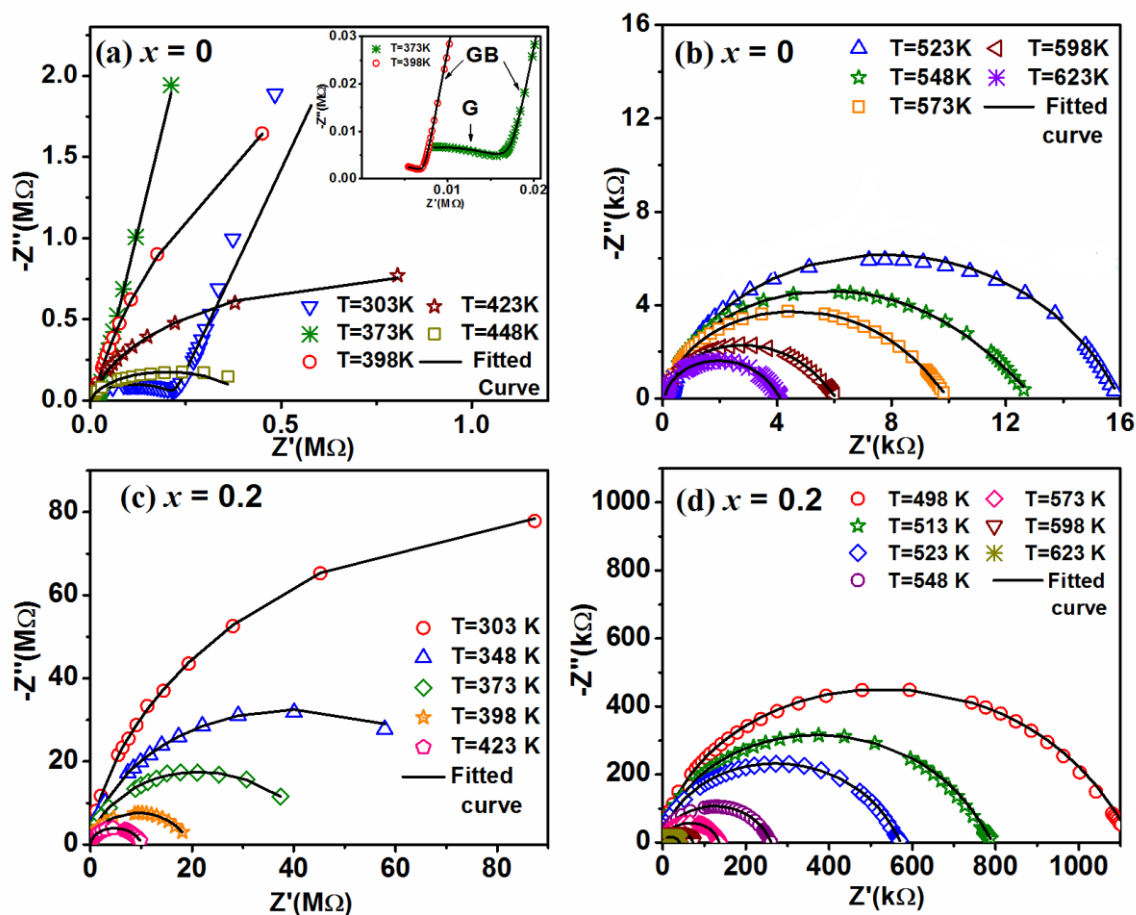 (a) x = 0
-Z''(MΩ)
2.0
1.5
1.0
0.5
0.0
0.0
0.5
1.0
Z'(MΩ)
T=303K
T=373K
T=398K
T=423K
T=448K
Fitted
Curve
0.03
0.02
0.01
0.00
-Z''(MΩ)
T=373K
T=398K
GB
G
0.01
0.02
Z'(MΩ)
(b) x = 0
-Z''(kΩ)
16
12
8
4
0
0
4
8
12
16
Z'(kΩ)
T=523K
T=548K
T=573K
T=598K
T=623K
Fitted
curve
(c) x = 0.2
-Z''(MΩ)
80
60
40
20
0
0
20
40
60
80
Z'(MΩ)
T=303 K
T=348 K
T=373 K
T=398 K
T=423 K
Fitted
curve
(d) x = 0.2
-Z''(kΩ)
1000
800
600
400
200
0
0
200
400
600
800
1000
Z'(kΩ)
T=498 K
T=513 K
T=523 K
T=548 K
T=573 K
T=598 K
T=623 K
Fitted
curve